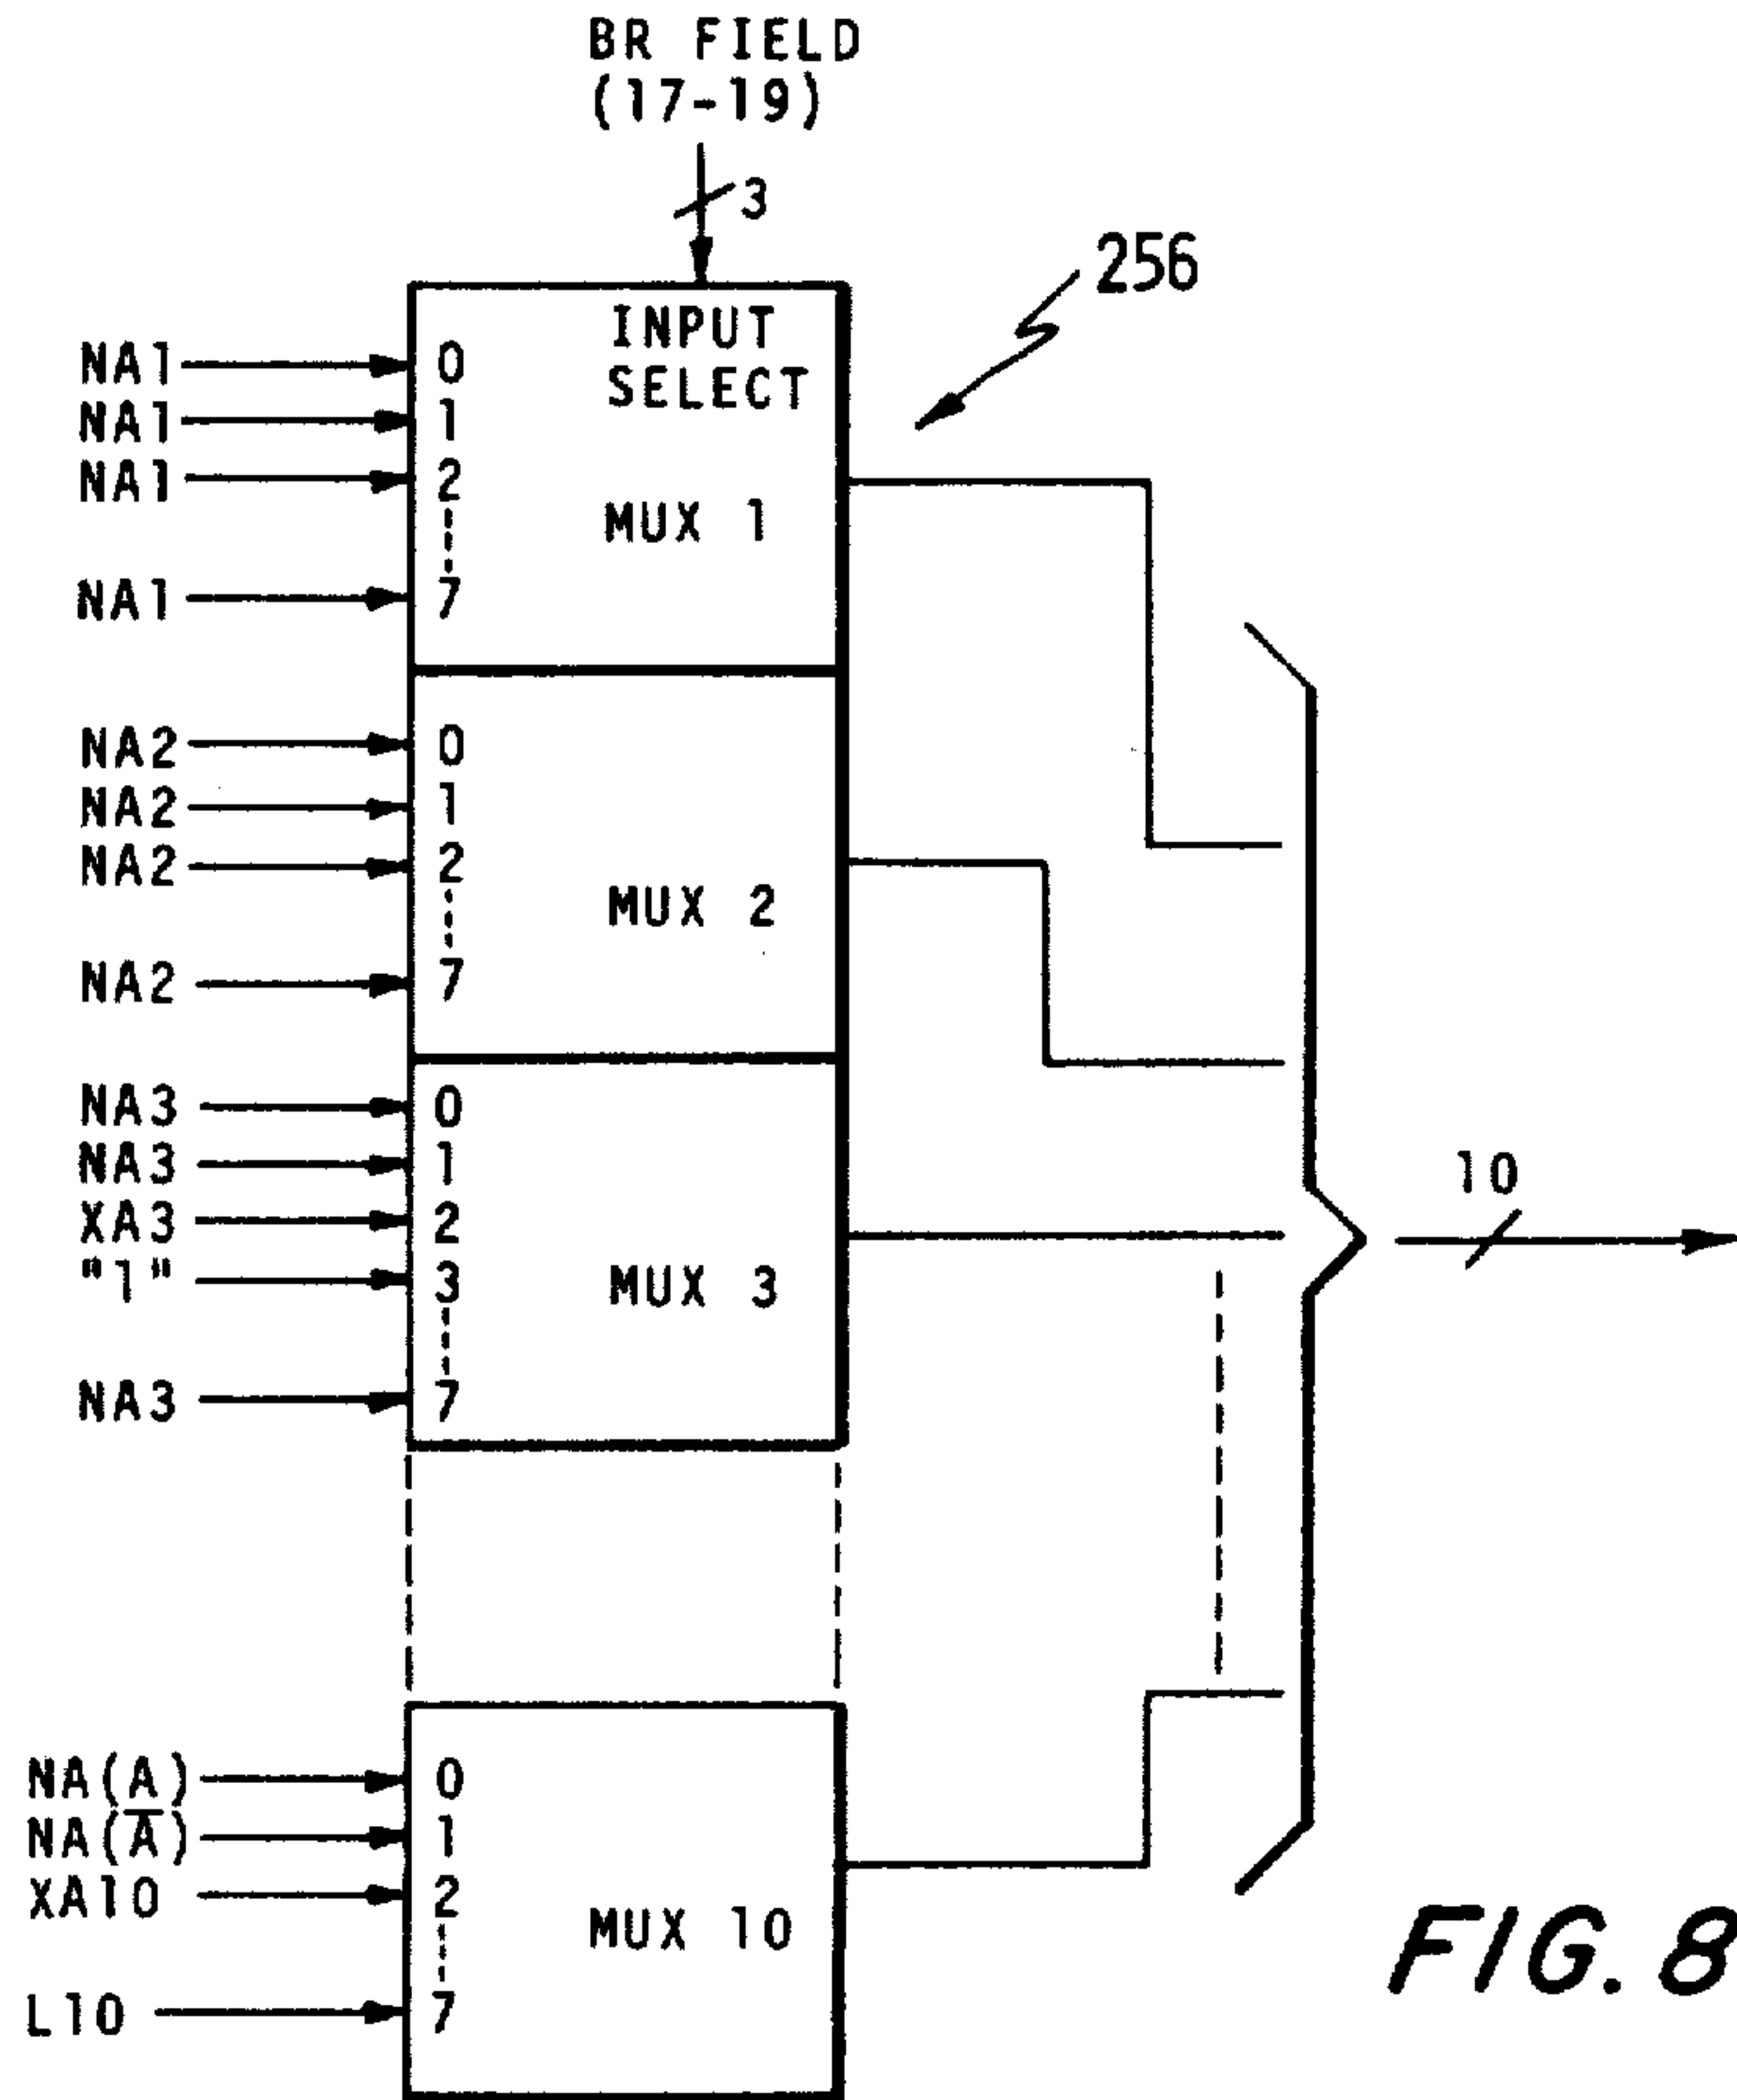 BR FIELD
(17-19)
3
256
INPUT
SELECT
NA1 0
NA1 1
NA1 2
MUX 1
NA1 7
NA2 0
NA2 1
NA2 2
MUX 2
NA2 7
NA3 0
NA3 1
XA3 2
"1" 3
MUX 3
NA3 7
10
NA(A) 0
NA(A̅) 1
XA10 2
MUX 10
L10 7
FIG. 8